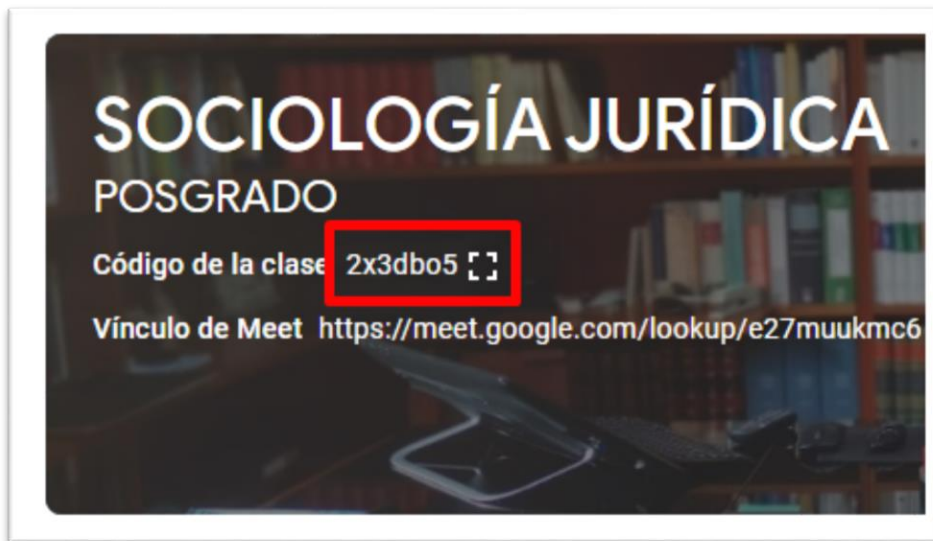 SOCIOLOGÍA JURÍDICA
POSGRADO
Código de la clase 2x3dbo5
Vínculo de Meet https://meet.google.com/lookup/e27muukmc6